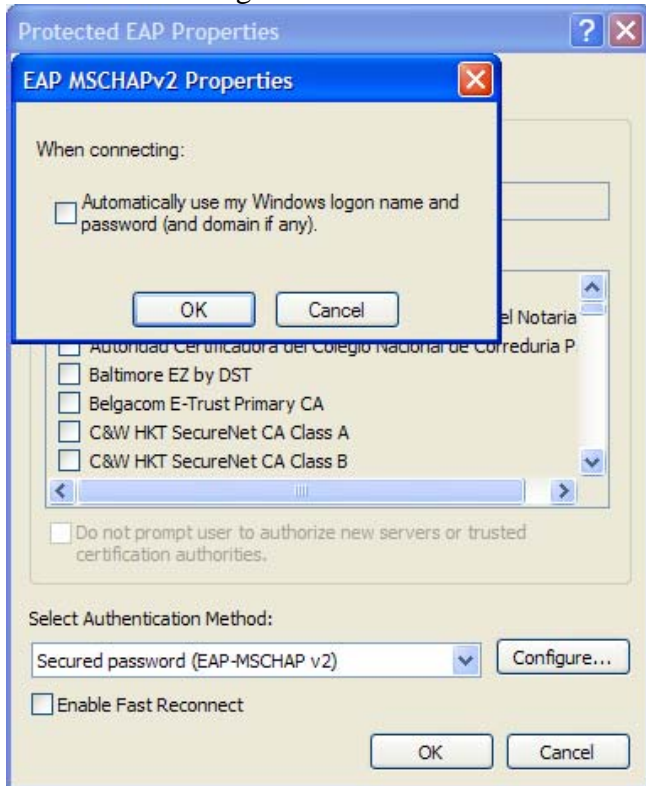 Protected EAP Properties
EAP MSCHAPv2 Properties
When connecting:
Automatically use my Windows logon name and
password (and domain if any).
OK Cancel
el Notaria
Autoridad Certificadora del Colegio Nacional de Correduria P
Baltimore EZ by DST
Belgacom E-Trust Primary CA
C&W HKT SecureNet CA Class A
C&W HKT SecureNet CA Class B
Do not prompt user to authorize new servers or trusted
certification authorities.
Select Authentication Method:
Secured password (EAP-MSCHAP v2) Configure...
Enable Fast Reconnect
OK Cancel